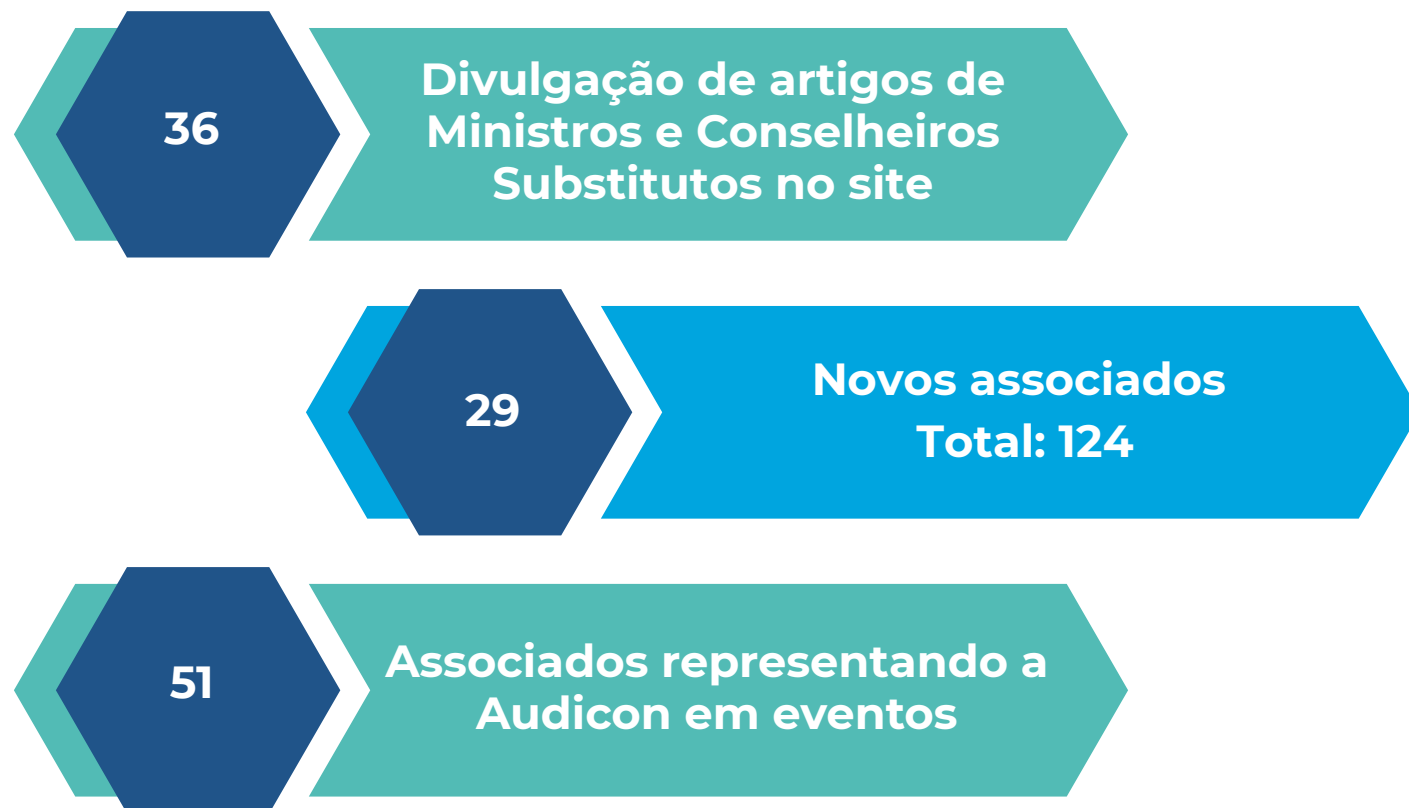 36
Divulgação de artigos de
Ministros e Conselheiros
Substitutos no site
29
Novos associados
Total: 124
51
Associados representando a
Audicon em eventos